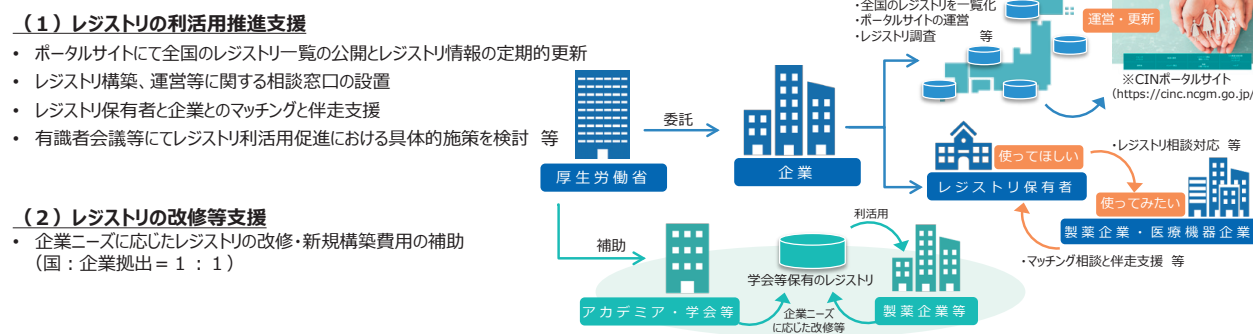 （１）レジストリの利活用推進支援
• ポータルサイトにて全国のレジストリ一覧の公開とレジストリ情報の定期的更新
• レジストリ構築、運営等に関する相談窓口の設置
• レジストリ保有者と企業とのマッチングと伴走支援
• 有識者会議等にてレジストリ利活用促進における具体的施策を検討 等
（２）レジストリの改修等支援
• 企業ニーズに応じたレジストリの改修・新規構築費用の補助
（国：企業拠出＝１：１）
厚生労働省
委託
企業
・全国のレジストリを一覧化
・ポータルサイトの運営
・レジストリ調査 等
運営・更新
※CINポータルサイト
（https://cinc.ncgm.go.jp/
使ってほしい
レジストリ保有者
・レジストリ相談対応 等
使ってみたい
製薬企業・医療機器企業
・マッチング相談と伴走支援 等
補助
アカデミア・学会等
学会等保有のレジストリ
利活用
製薬企業等
企業ニーズ
に応じた改修等